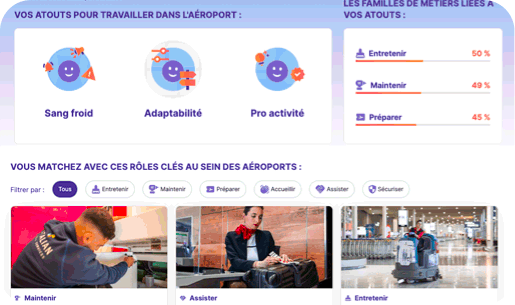 VOS ATOUTS POUR TRAVAILLER DANS L'AÉROPORT :
Sang froid
Adaptabilité
Pro activité
LES FAMILLES DE MÉTIERS LIÉES À
VOS ATOUTS :
Entretenir 50 %
Maintenir 49 %
Préparer 45 %
VOUS MATCHEZ AVEC CES RÔLES CLÉS AU SEIN DES AÉROPORTS :
Filtrer par : Tous Entretenir Maintenir Préparer Accueillir Assister Sécuriser
Maintenir
Assister
Entretenir